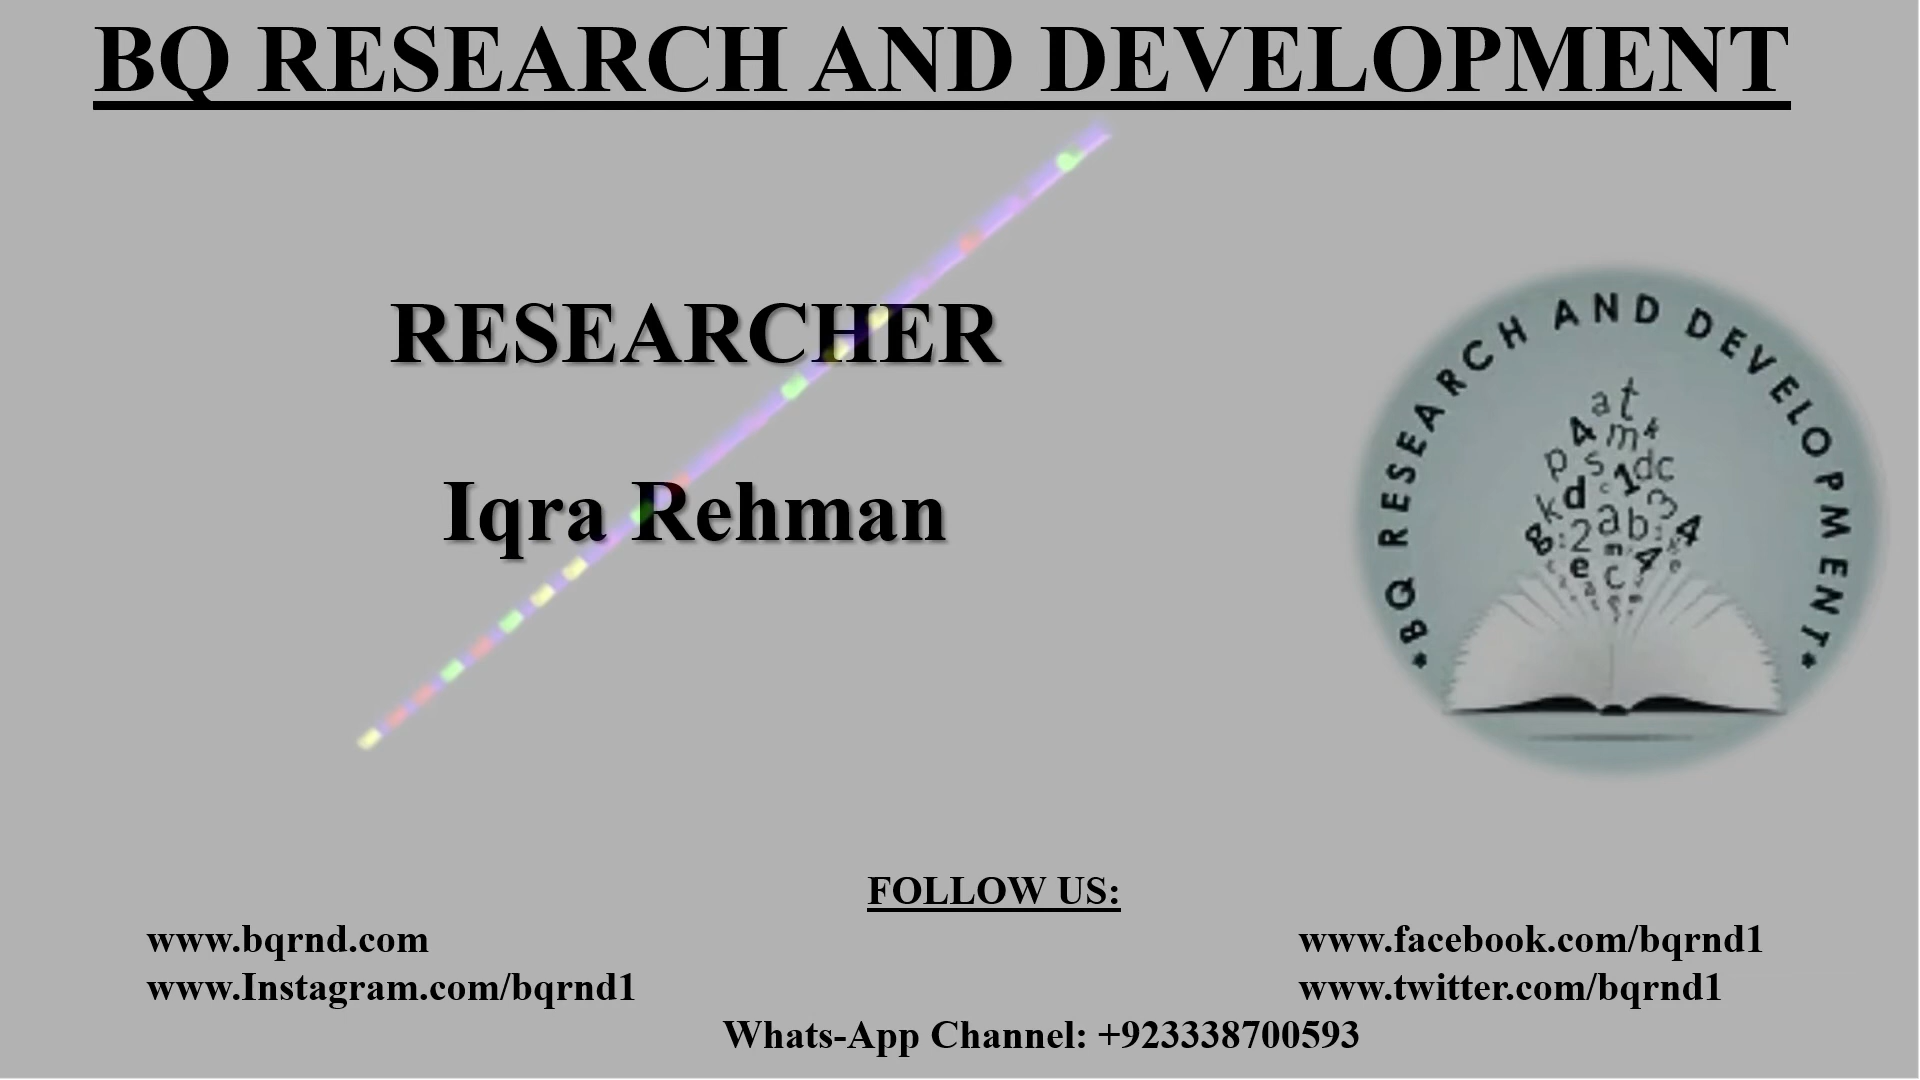 BQ RESEARCH AND DEVELOPMENT
RESEARCHER
Iqra Rehman
*BQ RESEARCH AND DEVELOPMENT*
FOLLOW US:
www.bqrnd.com
www.facebook.com/bqrnd1
www.Instagram.com/bqrnd1
www.twitter.com/bqrnd1
Whats-App Channel: +923338700593